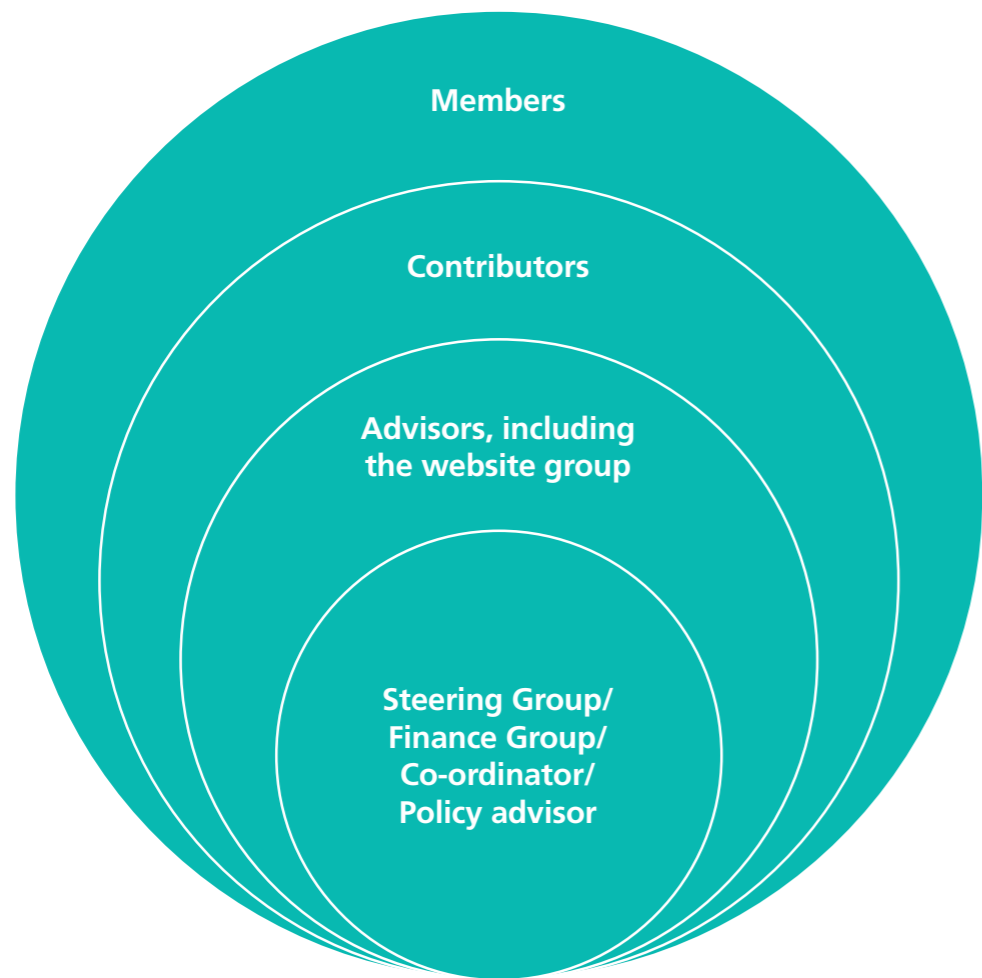 Members
Contributors
Advisors, including
the website group
Steering Group/
Finance Group/
Co-ordinator/
Policy advisor